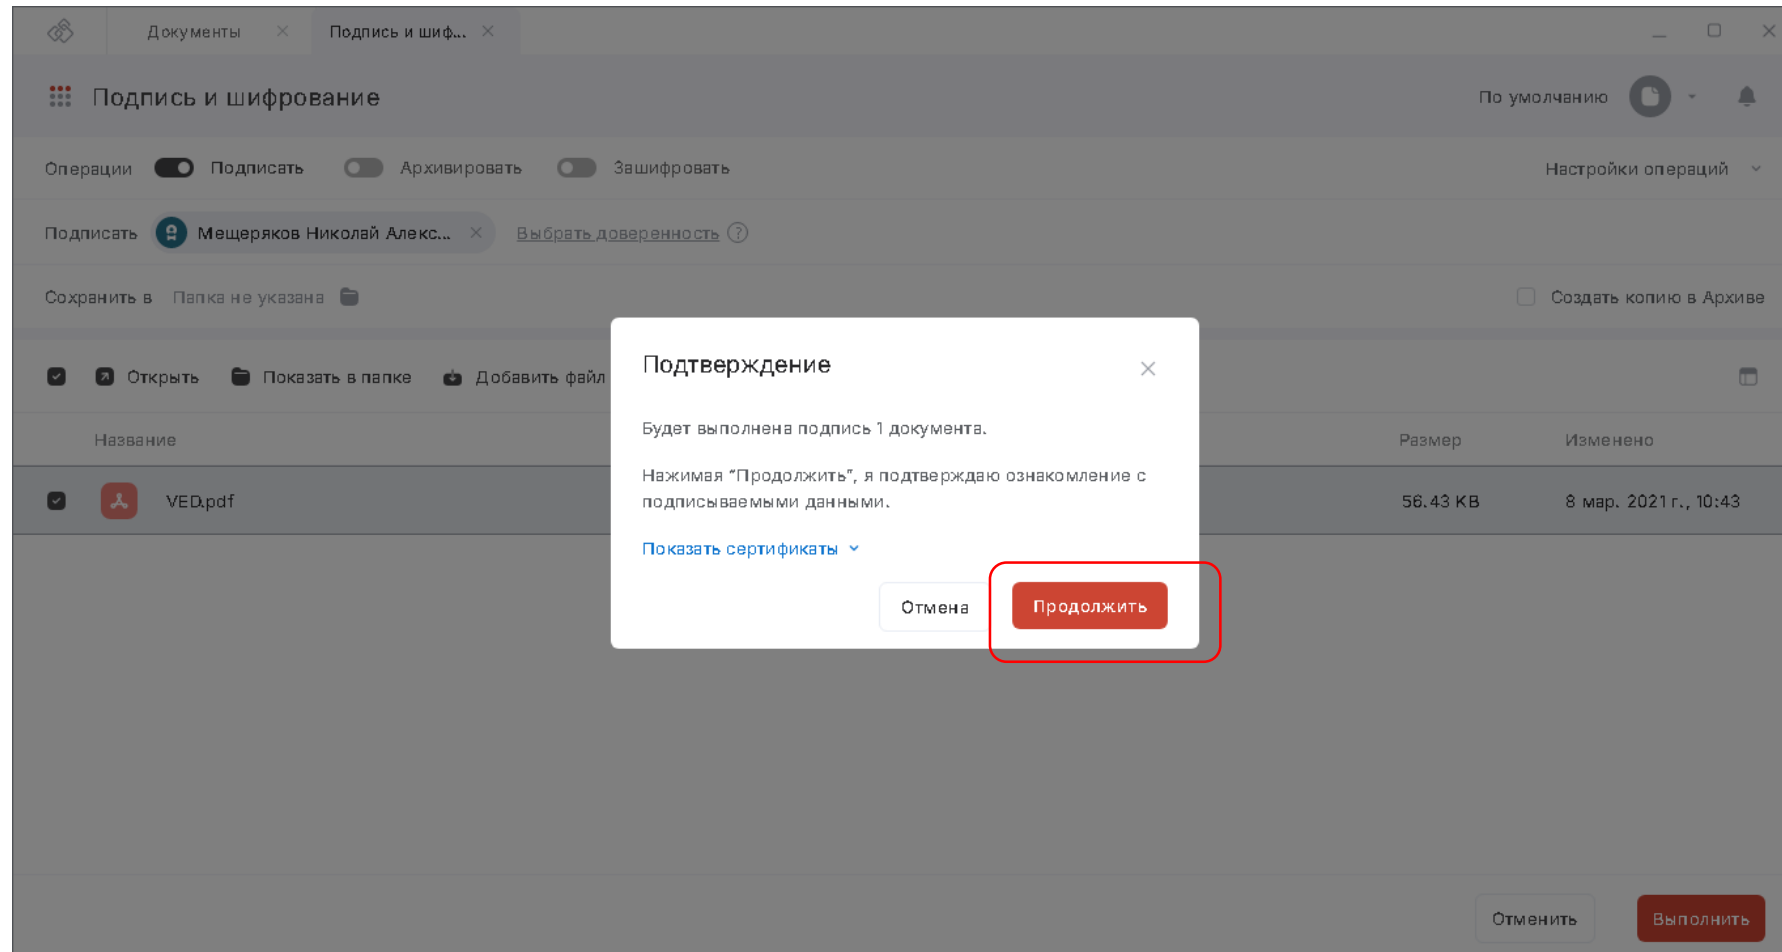 Документы
Подпись и шиф...
Подпись и шифрование
По умолчанию
Операции Подписать Архивировать Зашифровать Настройки операций
Подписать Мещеряков Николай Алекс... Выбрать доверенность ?
Сохранить в Папка не указана Создать копию в Архиве
Открыть Показать в папке Добавить файл
Название Размер Изменено
VED.pdf 56.43 KB 8 мар. 2021 г., 10:43
Подтверждение
Будет выполнена подпись 1 документа.
Нажимая “Продолжить”, я подтверждаю ознакомление с
подписываемыми данными.
Показать сертификаты
Отмена Продолжить
Отменить Выполнить